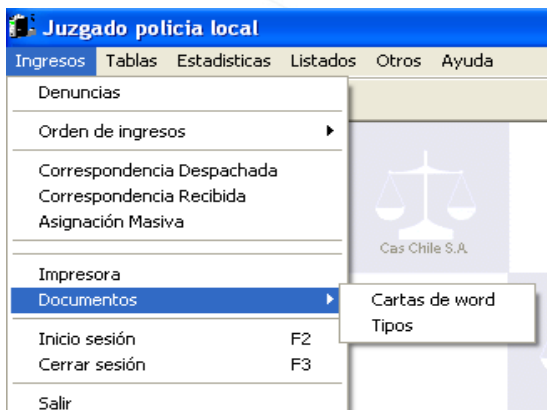 Juzgado policia local
Ingresos Tablas Estadisticas Listados Otros Ayuda
Denuncias
Orden de ingresos
Correspondencia Despachada
Correspondencia Recibida
Asignación Masiva
Cas Chile S.A.
Impresora
Documentos
Cartas de word
Tipos
Inicio sesión F2
Cerrar sesión F3
Salir